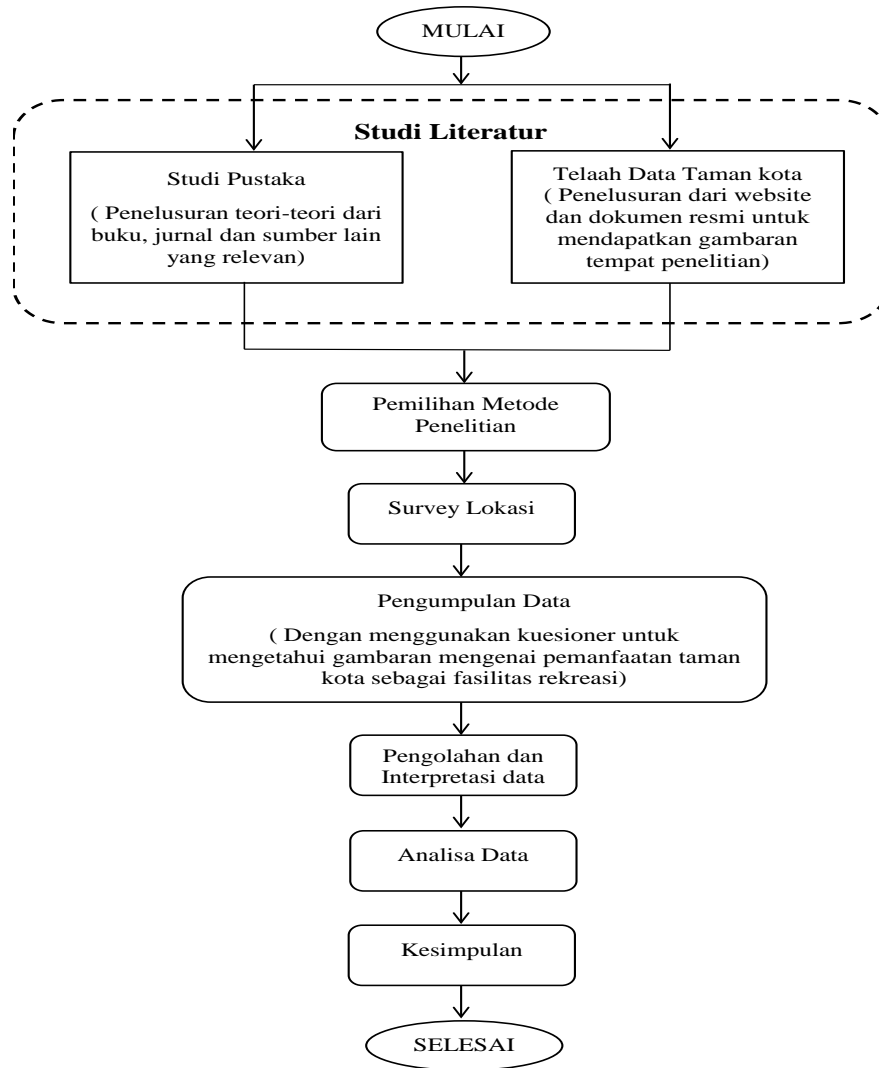 MULAI
Studi Literatur
Studi Pustaka
( Penelusuran teori-teori dari
buku, jurnal dan sumber lain
yang relevan)
Telaah Data Taman kota
( Penelusuran dari website
dan dokumen resmi untuk
mendapatkan gambaran
tempat penelitian)
Pemilihan Metode
Penelitian
Survey Lokasi
Pengumpulan Data
( Dengan menggunakan kuesioner untuk
mengetahui gambaran mengenai pemanfaatan taman
kota sebagai fasilitas rekreasi)
Pengolahan dan
Interpretasi data
Analisa Data
Kesimpulan
SELESAI